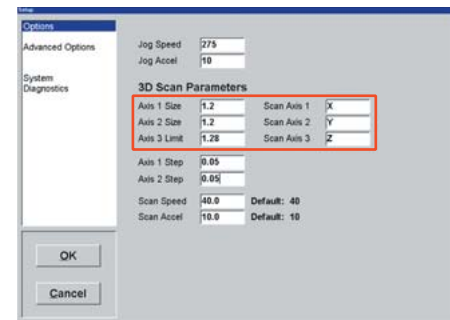 Setup
Options
Advanced Options
System
Diagnostics
Jog Speed 275
Jog Accel 10
3D Scan Parameters
Axis 1 Size 1.2 Scan Axis 1 X
Axis 2 Size 1.2 Scan Axis 2 Y
Axis 3 Limit 1.28 Scan Axis 3 Z
Axis 1 Step 0.05
Axis 2 Step 0.05
Scan Speed 40.0 Default: 40
Scan Accel 10.0 Default: 10
OK
Cancel